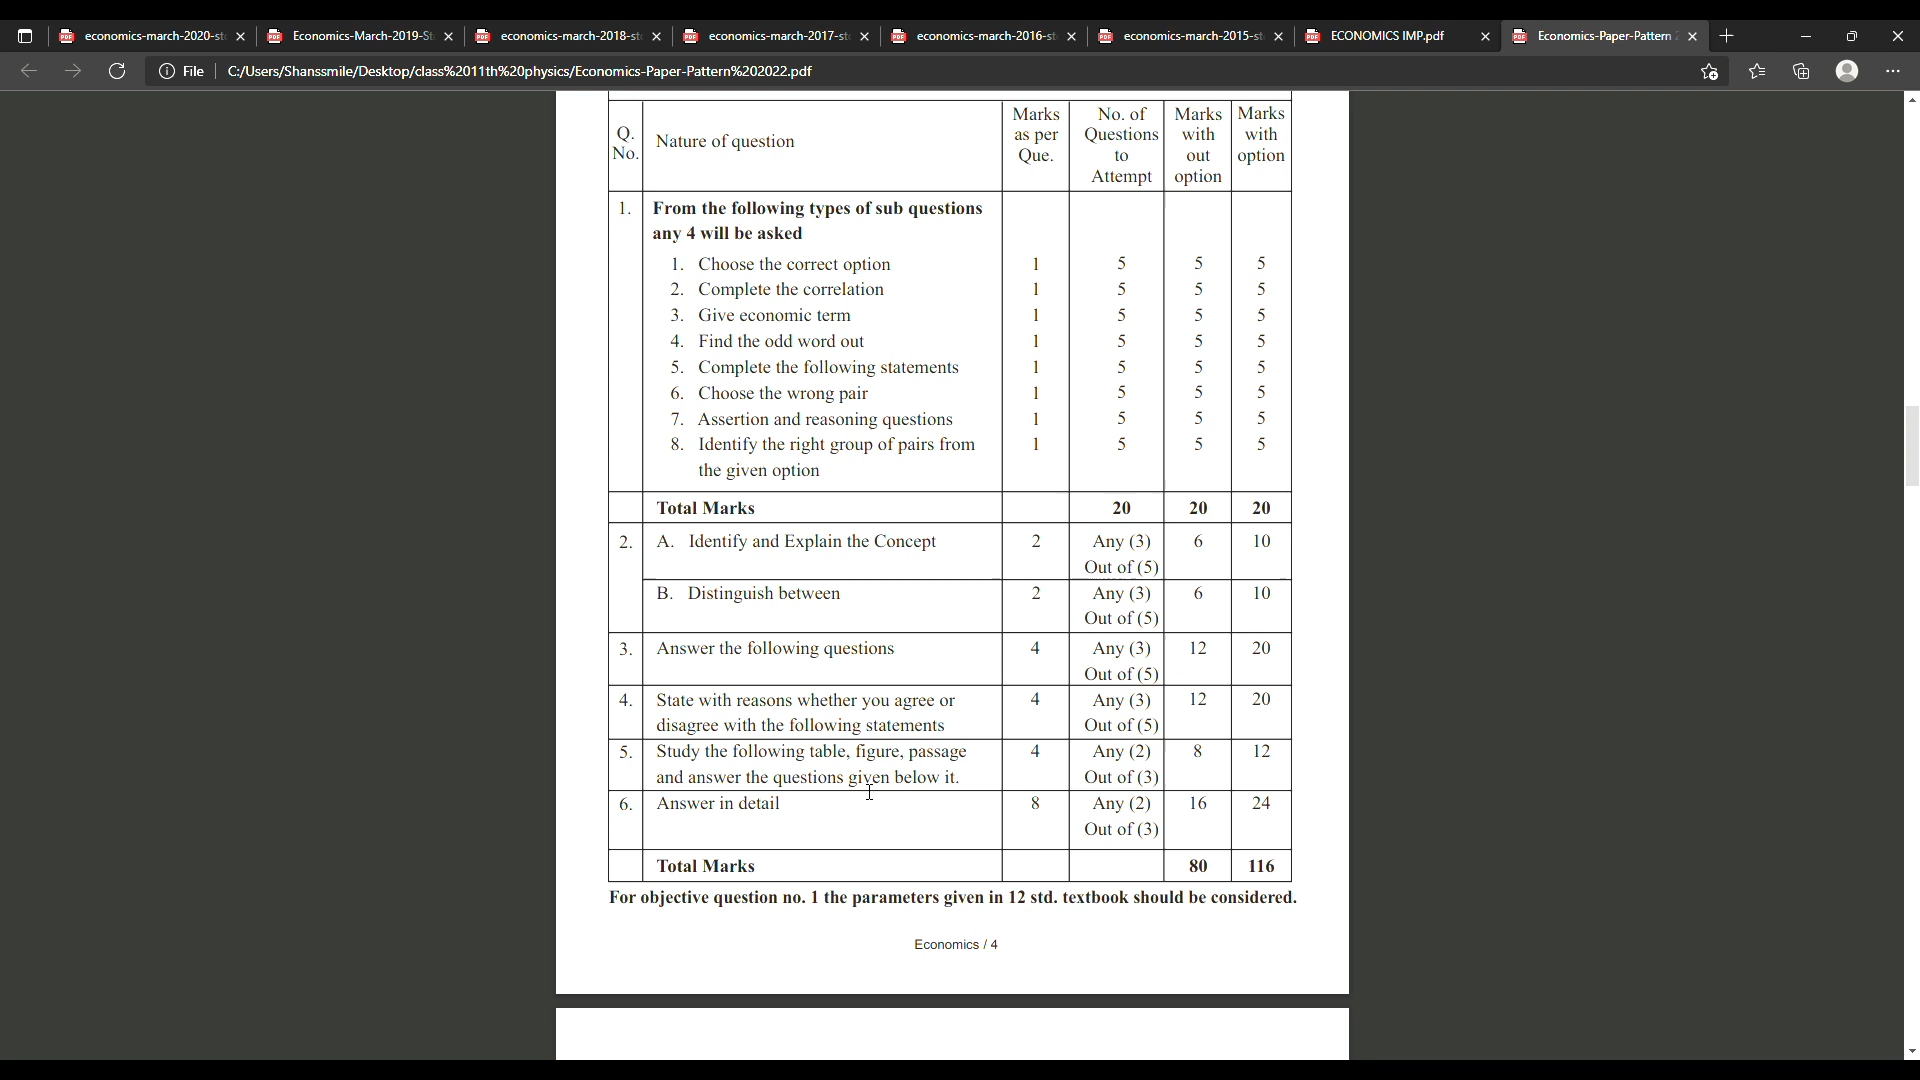 economics-march-2020-st
Economics-March-2019-S
economics-march-2018-st
economics-march-2017-st
economics-march-2016-s
economics-march-2015-s
ECONOMICS IMP.pdf
Economics-Paper-Pattern
File
C:/Users/Shanssmile/Desktop/class%2011th%20physics/Economics-Paper-Pattern%202022.pdf
Q. No. Nature of question Marks as per Que. No. of Questions to Attempt Marks with out option Marks with option
1. From the following types of sub questions
any 4 will be asked
1. Choose the correct option 1 5 5 5
2. Complete the correlation 1 5 5 5
3. Give economic term 1 5 5 5
4. Find the odd word out 1 5 5 5
5. Complete the following statements 1 5 5 5
6. Choose the wrong pair 1 5 5 5
7. Assertion and reasoning questions 1 5 5 5
8. Identify the right group of pairs from 1 5 5 5
the given option
Total Marks 20 20 20
2. A. Identify and Explain the Concept 2 Any (3) 6 10
Out of (5)
B. Distinguish between 2 Any (3) 6 10
Out of (5)
3. Answer the following questions 4 Any (3) 12 20
Out of (5)
4. State with reasons whether you agree or 4 Any (3) 12 20
disagree with the following statements Out of (5)
5. Study the following table, figure, passage 4 Any (2) 8 12
and answer the questions given below it. Out of (3)
6. Answer in detail 8 Any (2) 16 24
Out of (3)
Total Marks 80 116
For objective question no. 1 the parameters given in 12 std. textbook should be considered.
Economics / 4